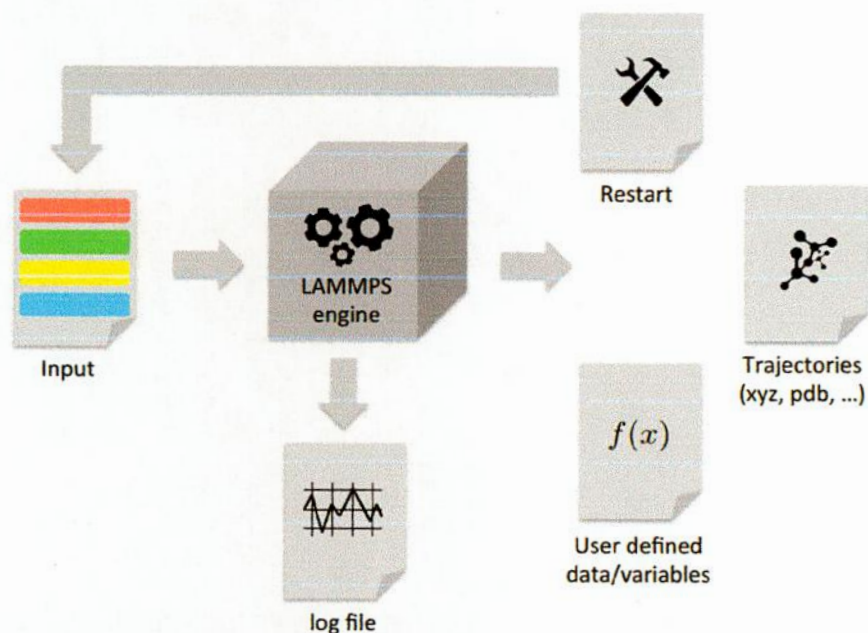 Restart
LAMMPS
engine
Input
Trajectories
(xyz, pdb, ...)
f(x)
User defined
data/variables
log file